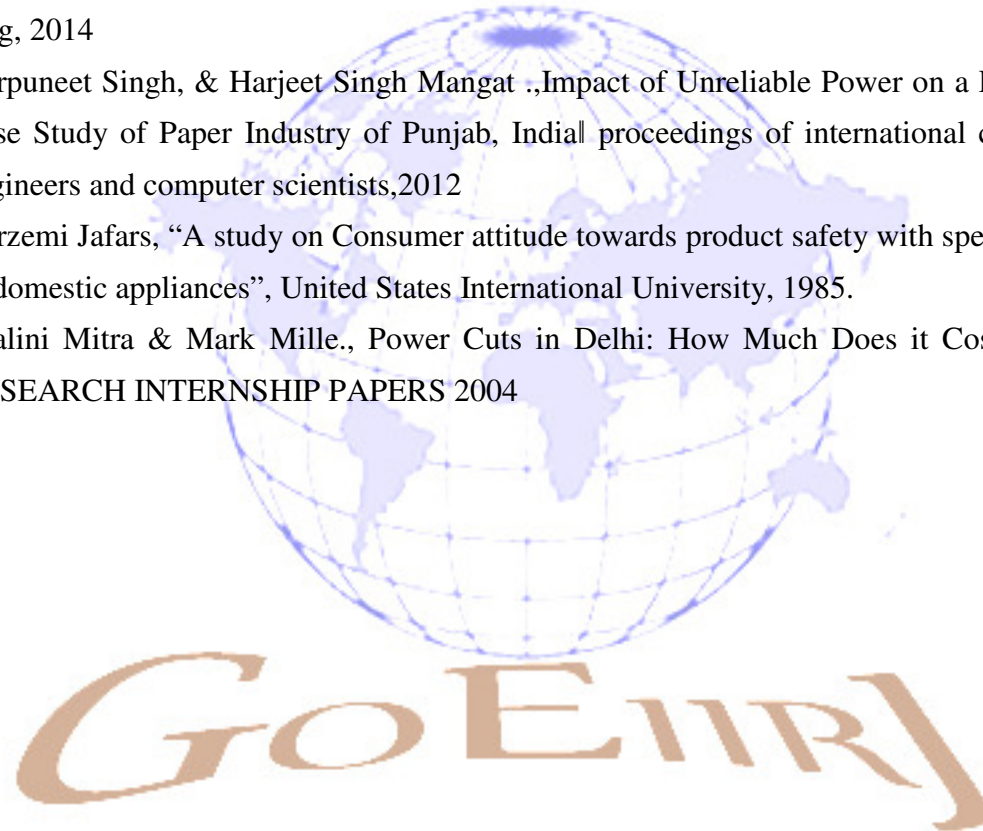 g, 2014
rpuneet Singh, & Harjeet Singh Mangat .,Impact of Unreliable Power on a
se Study of Paper Industry of Punjab, India‖ proceedings of international
gineers and computer scientists,2012
rzemi Jafars, “A study on Consumer attitude towards product safety with spe
domestic appliances”, United States International University, 1985.
alini Mitra & Mark Mille., Power Cuts in Delhi: How Much Does it Cos
SEARCH INTERNSHIP PAPERS 2004
GOEIIRJ